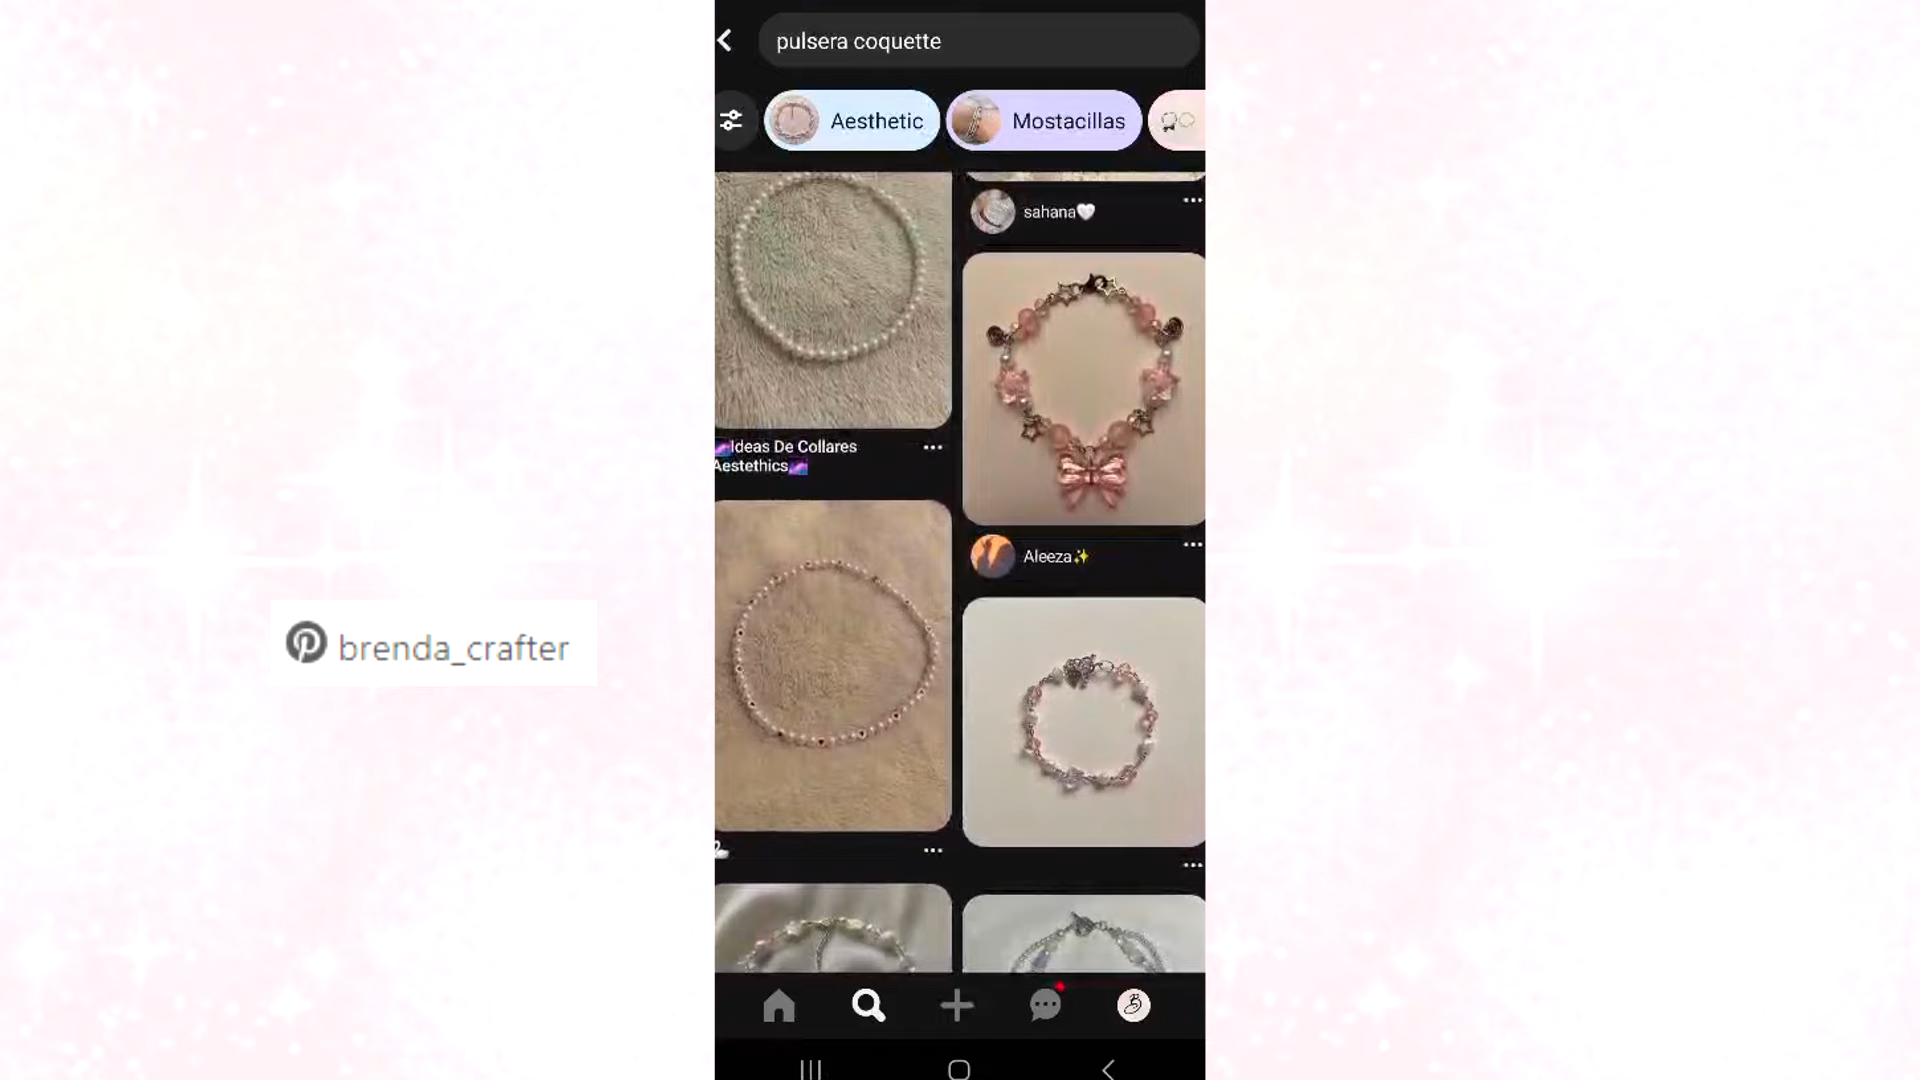 pulsera coquette
Aesthetic
Mostacillas
sahana🤍
🌌Ideas De Collares
Aestethics🌌
Aleeza✨
brenda_crafter